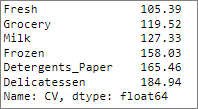 Fresh 105.39
Grocery 119.52
Milk 127.33
Frozen 158.03
Detergents_Paper 165.46
Delicatessen 184.94
Name: CV, dtype: float64